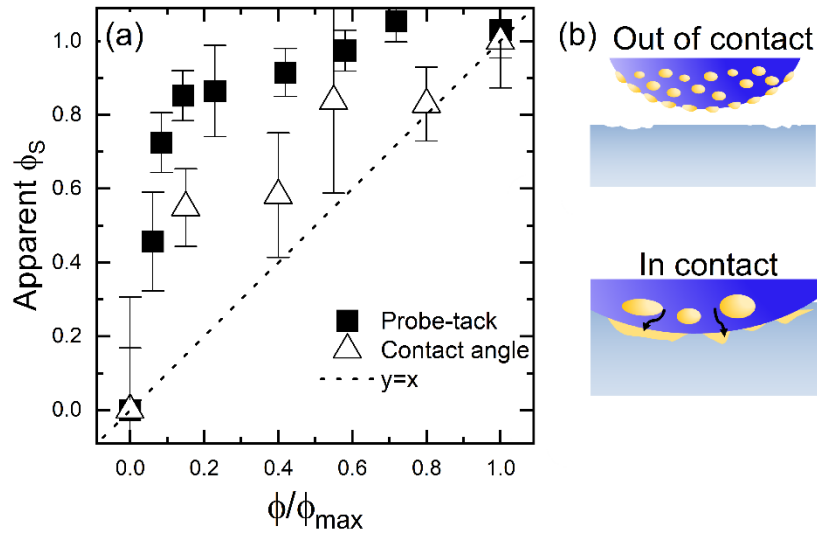 (a)
Apparent ϕS
1.0
0.8
0.6
0.4
0.2
0.0
Probe-tack
Contact angle
y=x
0.0 0.2 0.4 0.6 0.8 1.0
ϕ/ϕmax
(b)
Out of contact
In contact